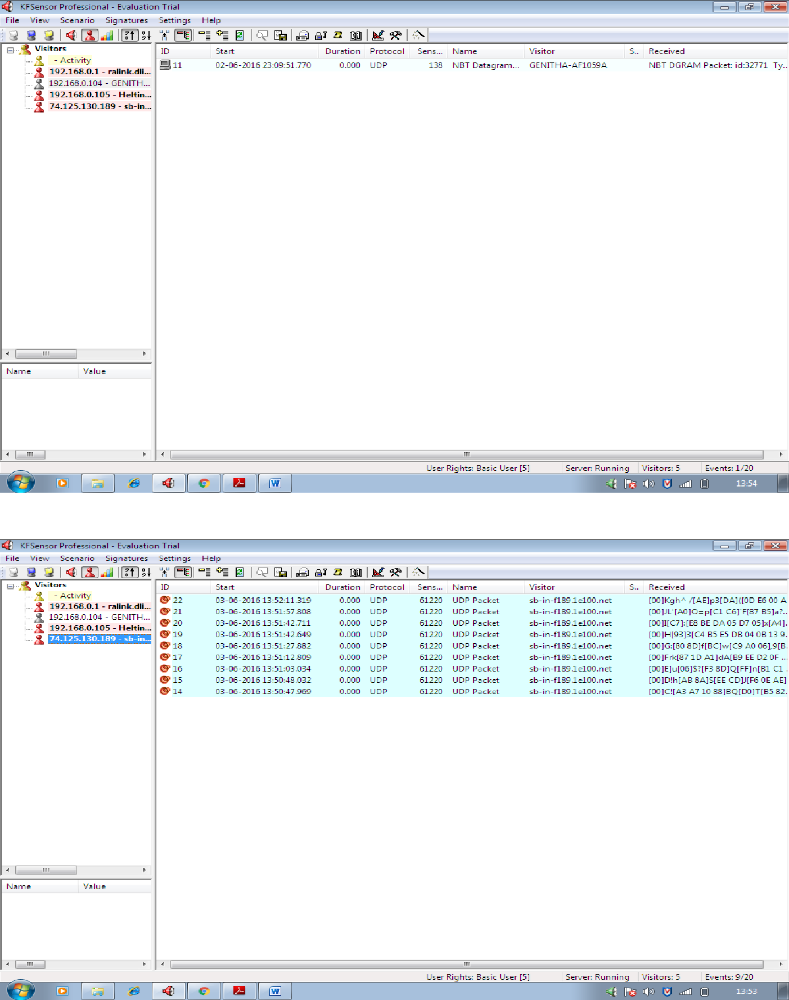 KFSensor Professional - Evaluation Trial
File View Scenario Signatures Settings Help
Visitors
- Activity
192.168.0.1 - ralink.dli...
192.168.0.104 - GENITH...
192.168.0.105 - Heltin...
74.125.130.189 - sb-in...
ID Start Duration Protocol Sens... Name Visitor S.. Received
11 02-06-2016 23:09:51.770 0.000 UDP 138 NBT Datagram... GENITHA-AF1059A NBT DGRAM Packet: id:32771 Ty...
Name Value
User Rights: Basic User [5] Server: Running Visitors: 5 Events: 1/20
13:54
KFSensor Professional - Evaluation Trial
File View Scenario Signatures Settings Help
Visitors
- Activity
192.168.0.1 - ralink.dli...
192.168.0.104 - GENITH...
192.168.0.105 - Heltin...
74.125.130.189 - sb-in...
ID Start Duration Protocol Sens... Name Visitor S.. Received
22 03-06-2016 13:52:11.319 0.000 UDP 61220 UDP Packet sb-in-f189.1e100.net [00]Kgh^ /[AE]p3[DA]([0D E6 00 A
21 03-06-2016 13:51:57.808 0.000 UDP 61220 UDP Packet sb-in-f189.1e100.net [00]JL'[A0]O=p[C1 C6]`F[87 B5]a?...
20 03-06-2016 13:51:42.711 0.000 UDP 61220 UDP Packet sb-in-f189.1e100.net [00]I[C7]:[E8 BE DA 05 D7 05]x[A4].
19 03-06-2016 13:51:42.649 0.000 UDP 61220 UDP Packet sb-in-f189.1e100.net [00]H[93]3[C4 B5 E5 DB 04 0B 13 9.
18 03-06-2016 13:51:27.882 0.000 UDP 61220 UDP Packet sb-in-f189.1e100.net [00]G:[80 8D]f[BC]w[C9 A0 06],9[B.
17 03-06-2016 13:51:12.809 0.000 UDP 61220 UDP Packet sb-in-f189.1e100.net [00]Frk[87 1D A1]dA[B9 EE D2 0F ...
16 03-06-2016 13:51:03.034 0.000 UDP 61220 UDP Packet sb-in-f189.1e100.net [00]E]u[06]S?[F3 8D]Q[FF]n[B1 C1 .
15 03-06-2016 13:50:48.032 0.000 UDP 61220 UDP Packet sb-in-f189.1e100.net [00]D!h[AB 8A]S[EE CD]J[F6 0E AE]
14 03-06-2016 13:50:47.969 0.000 UDP 61220 UDP Packet sb-in-f189.1e100.net [00]C![A3 A7 10 88]BQ[D0]T[B5 82.
Name Value
User Rights: Basic User [5] Server: Running Visitors: 5 Events: 9/20
13:53